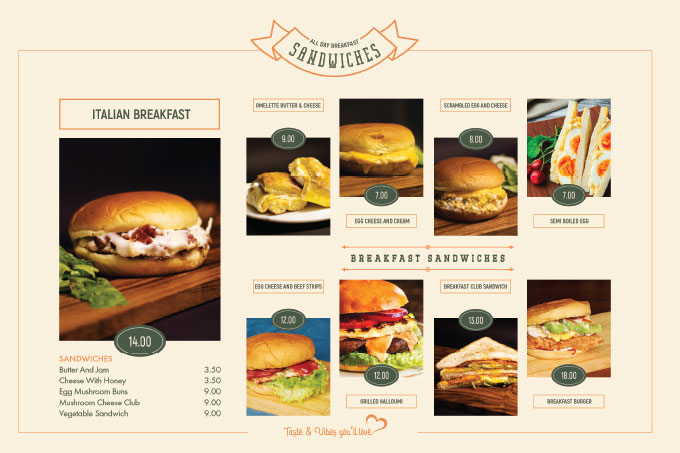 ALL DAY BREAKFAST
SANDWICHES
ITALIAN BREAKFAST
14.00
SANDWICHES
Butter And Jam 3.50
Cheese With Honey 3.50
Egg Mushroom Buns 9.00
Mushroom Cheese Club 9.00
Vegetable Sandwich 9.00
OMELETTE BUTTER & CHEESE
9.00
7.00
EGG CHEESE AND CREAM
SCRAMBLED EGG AND CHEESE
8.00
7.00
SEMI BOILED EGG
BREAKFAST SANDWICHES
EGG CHEESE AND BEEF STRIPS
12.00
12.00
GRILLED HALLOUMI
BREAKFAST CLUB SANDWICH
13.00
18.00
BREAKFAST BURGER
Taste & Vibes you'll love